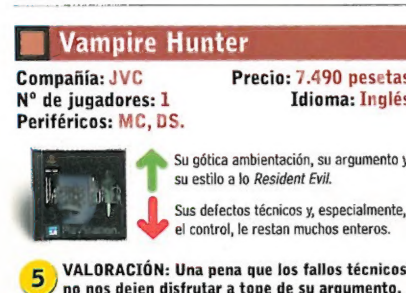 Vampire Hunter
Compañía: JVC Precio: 7.490 pesetas
Nº de jugadores: 1 Idioma: Inglés
Periféricos: MC, DS.
Su gótica ambientación, su argumento y
su estilo a lo Resident Evil.
Sus defectos técnicos y, especialmente,
el control, le restan muchos enteros.
5 VALORACIÓN: Una pena que los fallos técnicos
no nos dejen disfrutar a tope de su argumento.